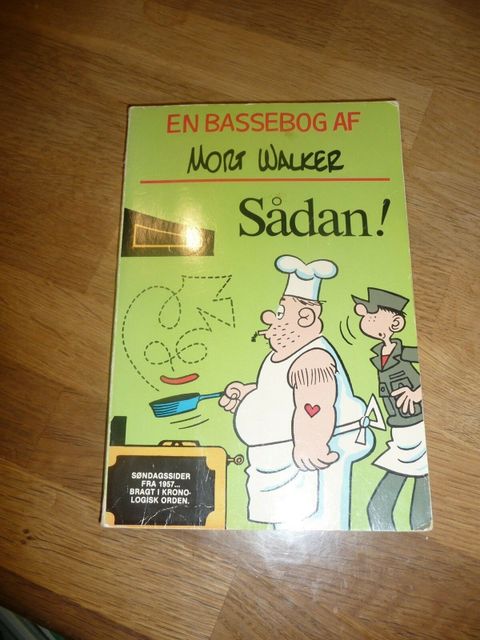 EN BASSEBOG AF
MORT WALKER
Sådan!
SØNDAGSSIDER
FRA 1957...
BRAGT I KRONO-
LOGISK ORDEN.